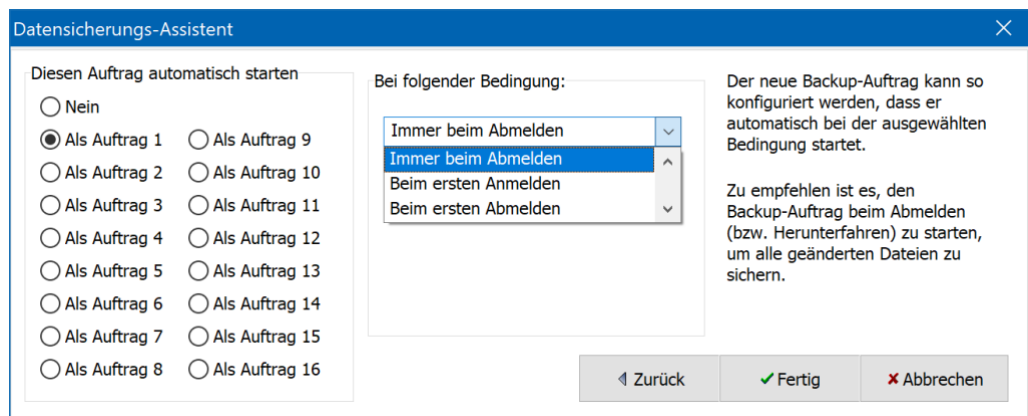 Datensicherungs-Assistent
Diesen Auftrag automatisch starten
Nein
Als Auftrag 1
Als Auftrag 2
Als Auftrag 3
Als Auftrag 4
Als Auftrag 5
Als Auftrag 6
Als Auftrag 7
Als Auftrag 8
Als Auftrag 9
Als Auftrag 10
Als Auftrag 11
Als Auftrag 12
Als Auftrag 13
Als Auftrag 14
Als Auftrag 15
Als Auftrag 16
Bei folgender Bedingung:
Immer beim Abmelden
Immer beim Abmelden
Beim ersten Anmelden
Beim ersten Abmelden
Der neue Backup-Auftrag kann so
konfiguriert werden, dass er
automatisch bei der ausgewählten
Bedingung startet.
Zu empfehlen ist es, den
Backup-Auftrag beim Abmelden
(bzw. Herunterfahren) zu starten,
um alle geänderten Dateien zu
sichern.
Zurück
Fertig
Abbrechen